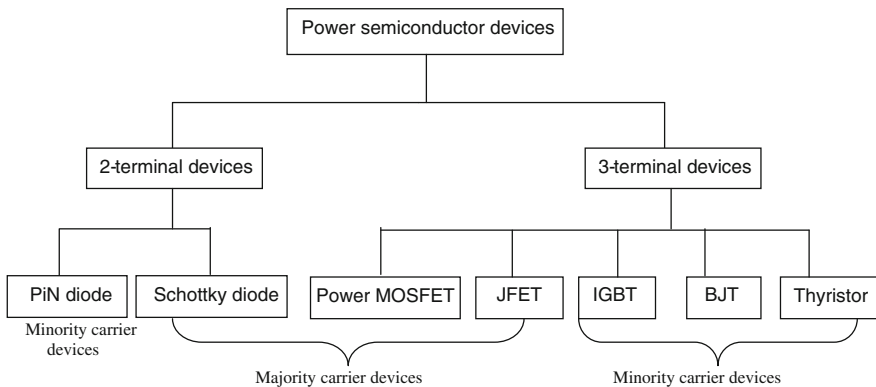 Power semiconductor devices
2-terminal devices
3-terminal devices
PiN diode
Schottky diode
Power MOSFET
JFET
IGBT
BJT
Thyristor
Minority carrier
devices
Majority carrier devices
Minority carrier devices